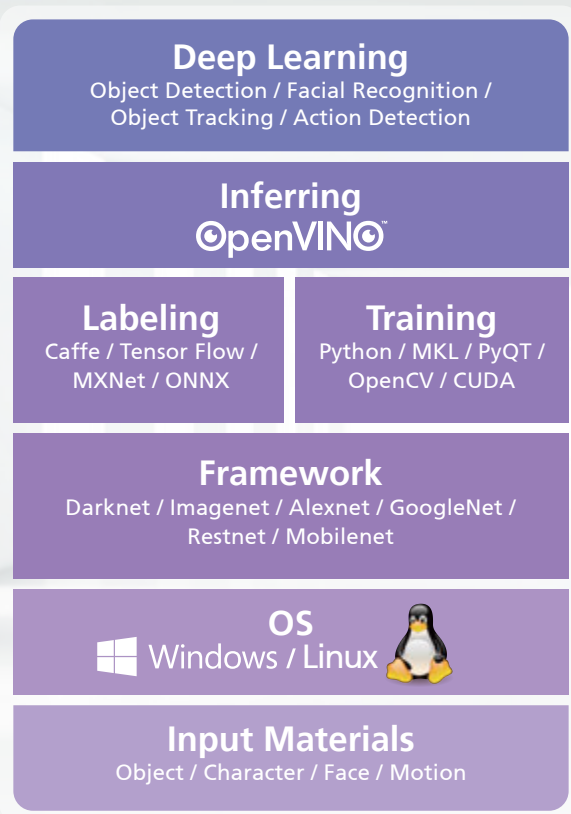 Deep Learning
Object Detection / Facial Recognition /
Object Tracking / Action Detection
Inferring
OpenVINO™
Labeling
Caffe / Tensor Flow /
MXNet / ONNX
Training
Python / MKL / PyQT /
OpenCV / CUDA
Framework
Darknet / Imagenet / Alexnet / GoogleNet /
Restnet / Mobilenet
OS
Windows / Linux
Input Materials
Object / Character / Face / Motion